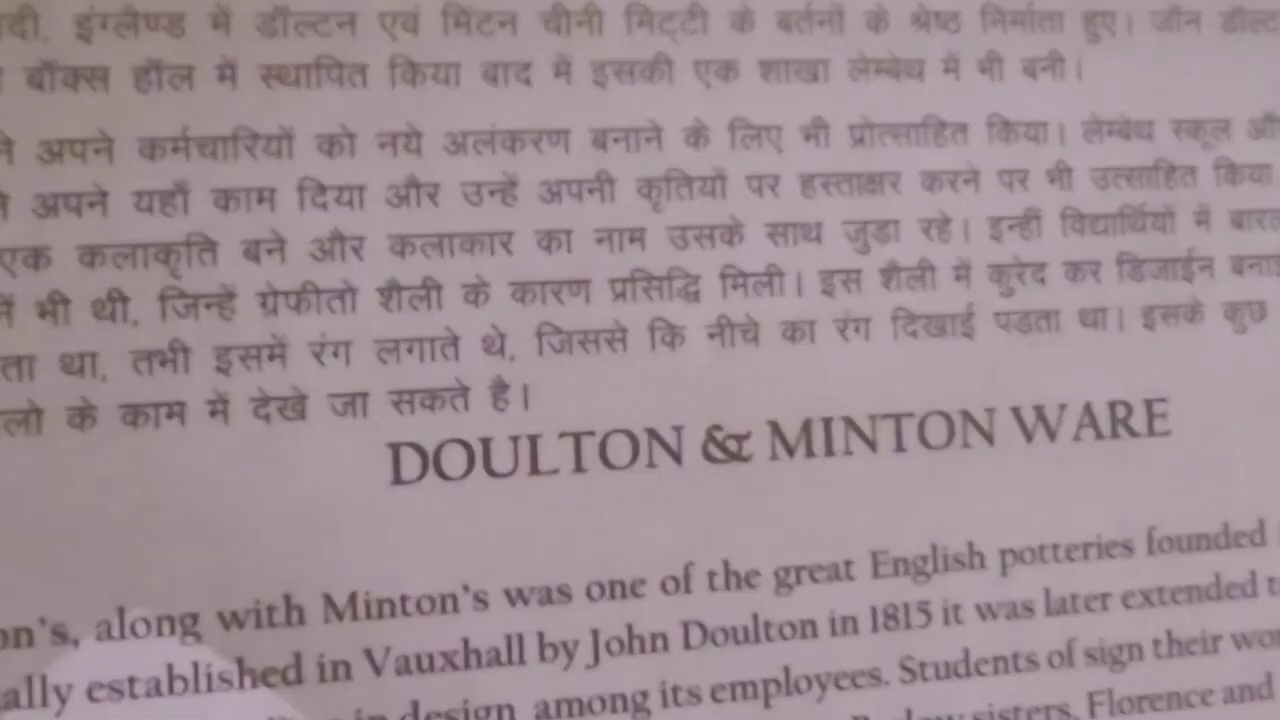 दी, इंग्लैण्ड में डॉल्टन एवं मिंटन चीनी मिट्टी के बर्तनों के श्रेष्ठ निर्माता हुए। जॉन डॉल्ट
बॉक्स हॉल में स्थापित किया बाद में इसकी एक शाखा लेम्बेथ में भी बनी।
ने अपने कर्मचारियों को नये अलंकरण बनाने के लिए भी प्रोत्साहित किया। लेम्बेथ स्कूल ऑ
अपने यहाँ काम दिया और उन्हें अपनी कृतियों पर हस्ताक्षर करने पर भी उत्साहित किया
एक कलाकृति बने और कलाकार का नाम उसके साथ जुडा रहे। इन्हीं विद्यार्थियों में बार
में भी थी, जिन्हें ग्रेफीतो शैली के कारण प्रसिद्धि मिली। इस शैली में कुरेद कर डिजाईन बना
ता था, तभी इसमें रंग लगाते थे, जिससे कि नीचे का रंग दिखाई पडता था। इसके कुछ
लो के काम में देखे जा सकते है।
DOULTON & MINTON WARE
on's, along with Minton's was one of the great English potteries founded
ally established in Vauxhall by John Doulton in 1815 it was later extended t
in design among its employees. Students of sign their wo
sisters, Florence and